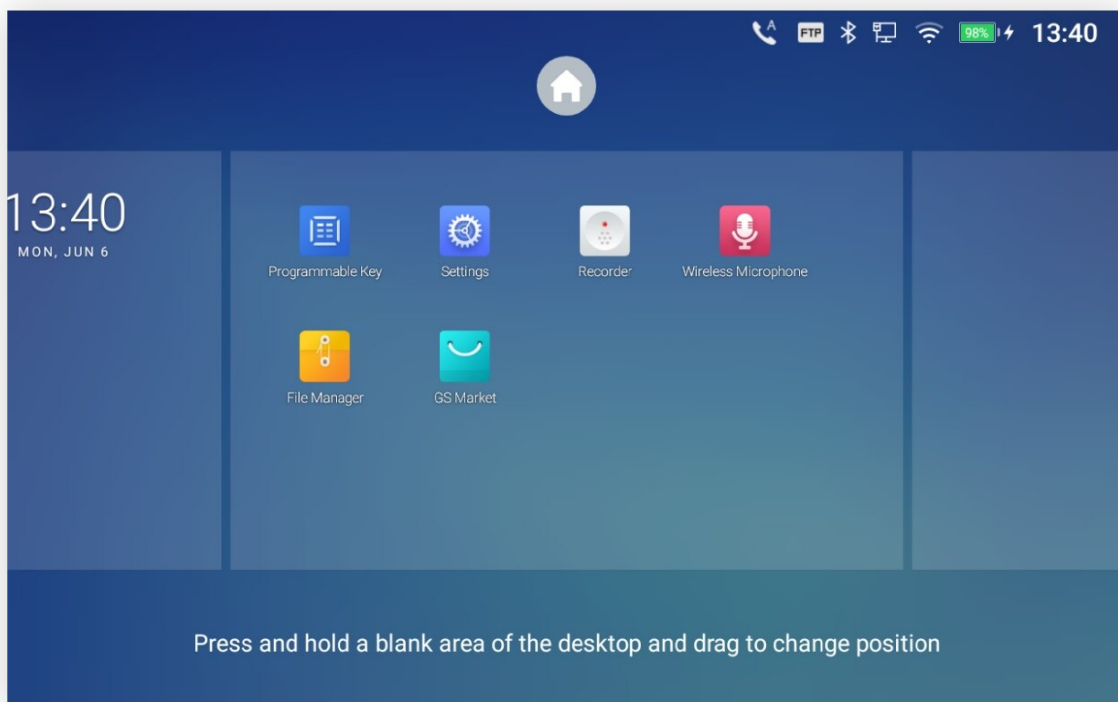 A
FTP
98%
13:40
13:40
MON, JUN 6
Programmable Key
Settings
Recorder
Wireless Microphone
File Manager
GS Market
Press and hold a blank area of the desktop and drag to change position